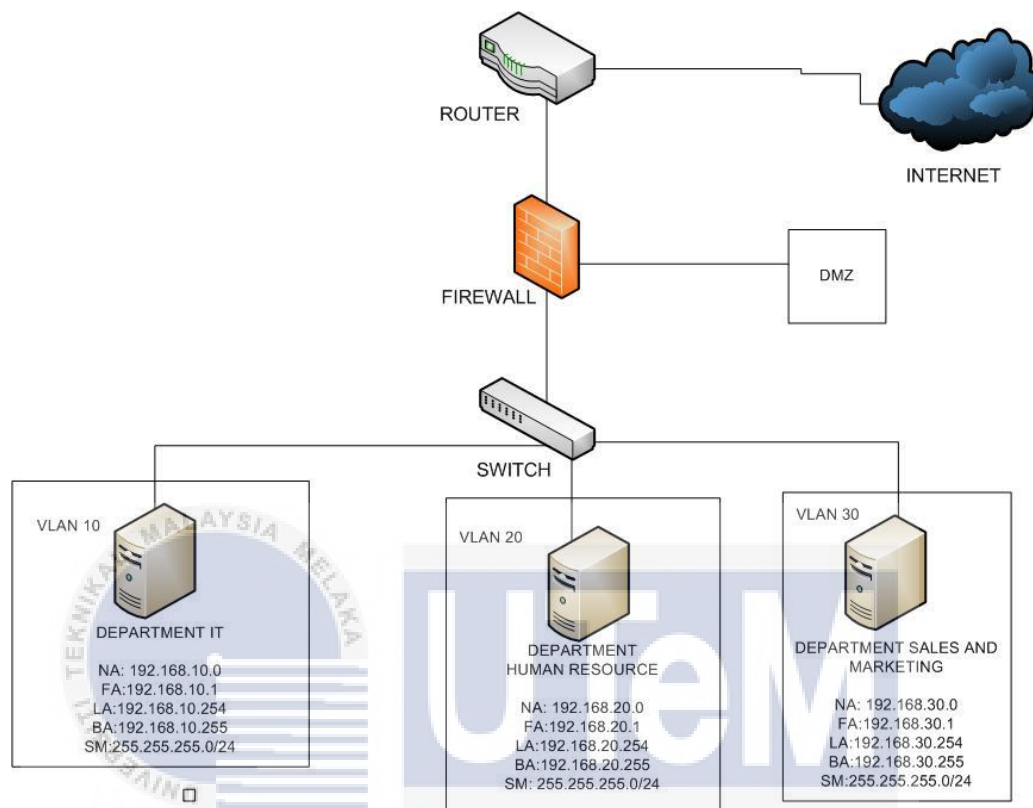 ROUTER
INTERNET
FIREWALL
DMZ
SWITCH
VLAN 10
DEPARTMENT IT
NA: 192.168.10.0
FA:192.168.10.1
LA:192.168.10.254
BA:192.168.10.255
SM:255.255.255.0/24
VLAN 20
DEPARTMENT
HUMAN RESOURCE
NA: 192.168.20.0
FA:192.168.20.1
LA:192.168.20.254
BA:192.168.20.255
SM: 255.255.255.0/24
VLAN 30
DEPARTMENT SALES AND
MARKETING
NA: 192.168.30.0
FA:192.168.30.1
LA:192.168.30.254
BA:192.168.30.255
SM:255.255.255.0/24
UNIVERSITI TEKNIKAL MALAYSIA MELAKA
UTeM